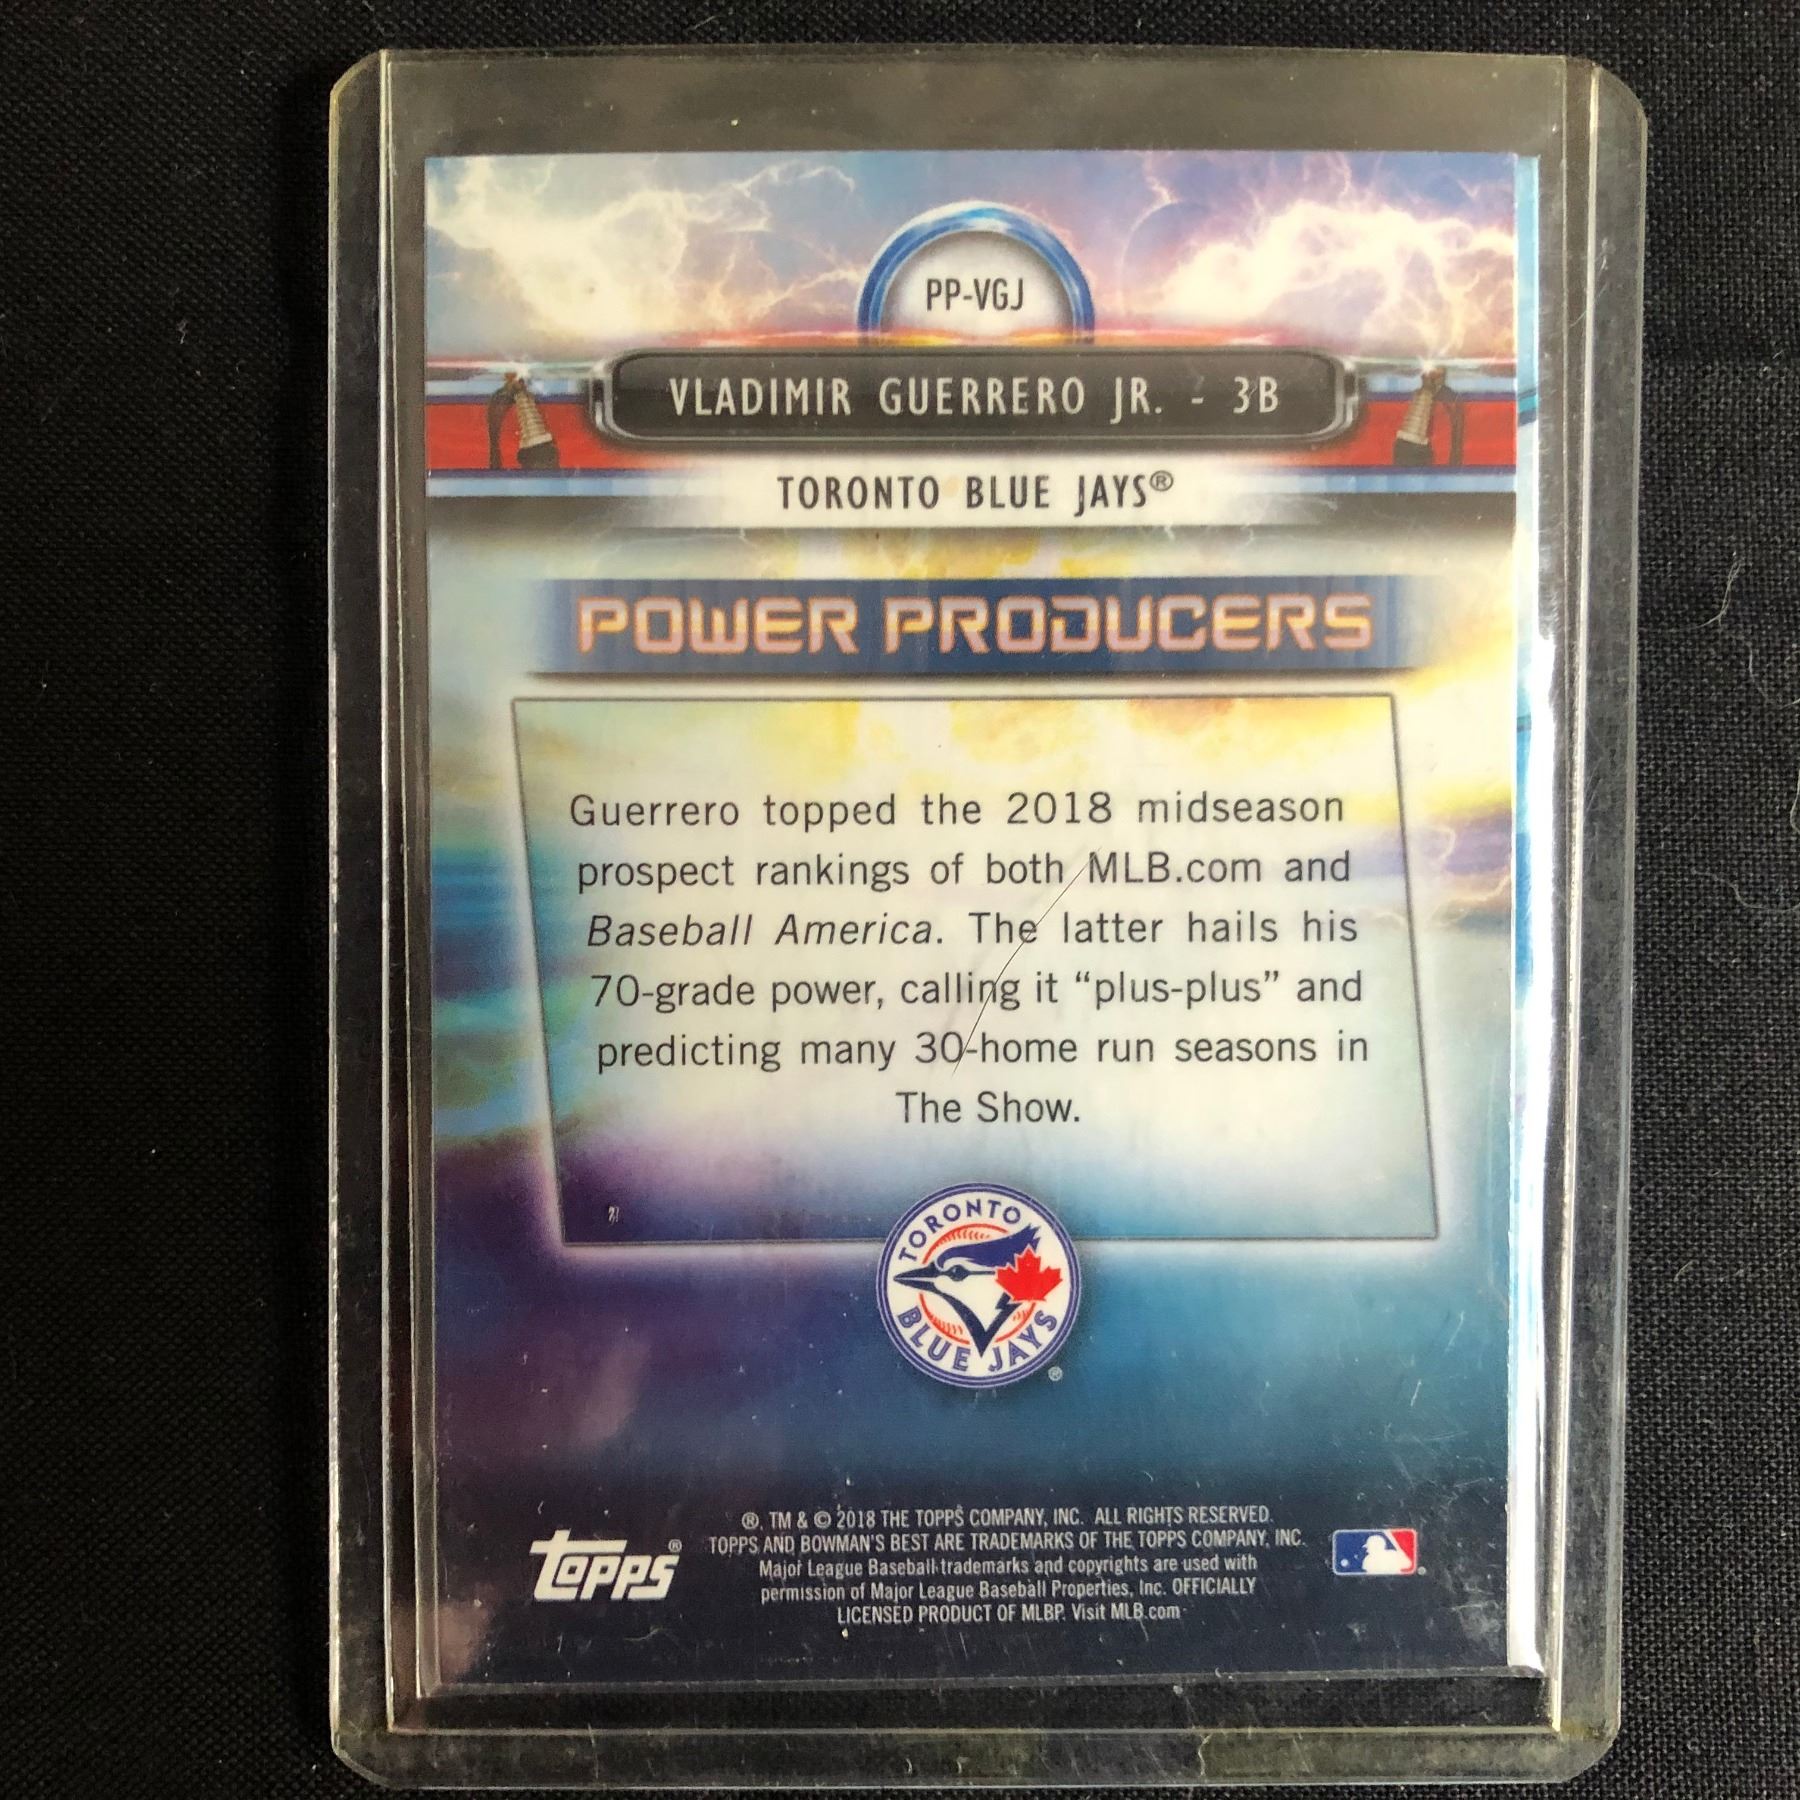 PP-VGJ
VLADIMIR GUERRERO JR. - 3B
TORONTO BLUE JAYS®
POWER PRODUCERS
Guerrero topped the 2018 midseason
prospect rankings of both MLB.com and
Baseball America. The latter hails his
70-grade power, calling it “plus-plus” and
predicting many 30-home run seasons in
The Show.
TORONTO
BLUE JAYS
®
topps®
®, TM & © 2018 THE TOPPS COMPANY, INC. ALL RIGHTS RESERVED.
TOPPS AND BOWMAN'S BEST ARE TRADEMARKS OF THE TOPPS COMPANY, INC.
Major League Baseball trademarks and copyrights are used with
permission of Major League Baseball Properties, Inc. OFFICIALLY
LICENSED PRODUCT OF MLBP. Visit MLB.com